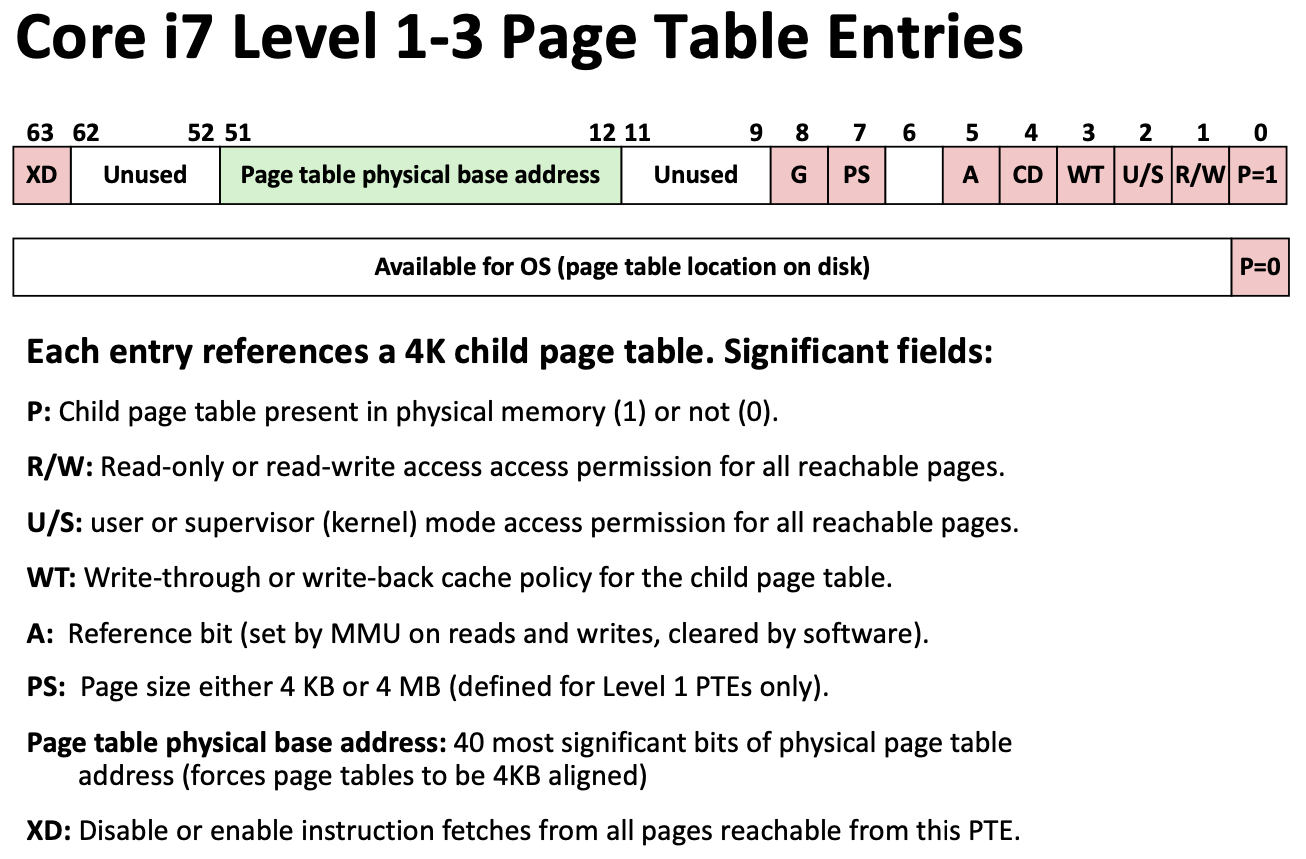 Core i7 Level 1-3 Page Table Entries
63 62 52 51 12 11 9 8 7 6 5 4 3 2 1 0
XD Unused Page table physical base address Unused G PS A CD WT U/S R/W P=1
Available for OS (page table location on disk) P=0
Each entry references a 4K child page table. Significant fields:
P: Child page table present in physical memory (1) or not (0).
R/W: Read-only or read-write access access permission for all reachable pages.
U/S: user or supervisor (kernel) mode access permission for all reachable pages.
WT: Write-through or write-back cache policy for the child page table.
A: Reference bit (set by MMU on reads and writes, cleared by software).
PS: Page size either 4 KB or 4 MB (defined for Level 1 PTEs only).
Page table physical base address: 40 most significant bits of physical page table
address (forces page tables to be 4KB aligned)
XD: Disable or enable instruction fetches from all pages reachable from this PTE.